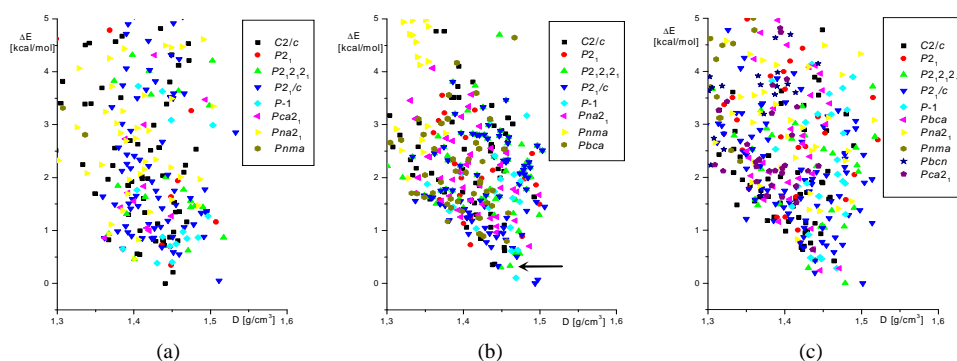 ΔE
[kcal/mol]
5
4
3
2
1
0
1,3
1,4
1,5
1,6
D [g/cm³]
C2/c
P2₁
P2₁2₁2₁
P2₁/c
P-1
Pca2₁
Pna2₁
Pnma
(a)
ΔE
[kcal/mol]
5
4
3
2
1
0
1,3
1,4
1,5
1,6
D [g/cm³]
C2/c
P2₁
P2₁2₁2₁
P2₁/c
P-1
Pna2₁
Pnma
Pbca
(b)
ΔE
[kcal/mol]
5
4
3
2
1
0
1,3
1,4
1,5
1,6
D [g/cm³]
C2/c
P2₁
P2₁2₁2₁
P2₁/c
P-1
Pbca
Pna2₁
Pnma
Pbcn
Pca2₁
(c)